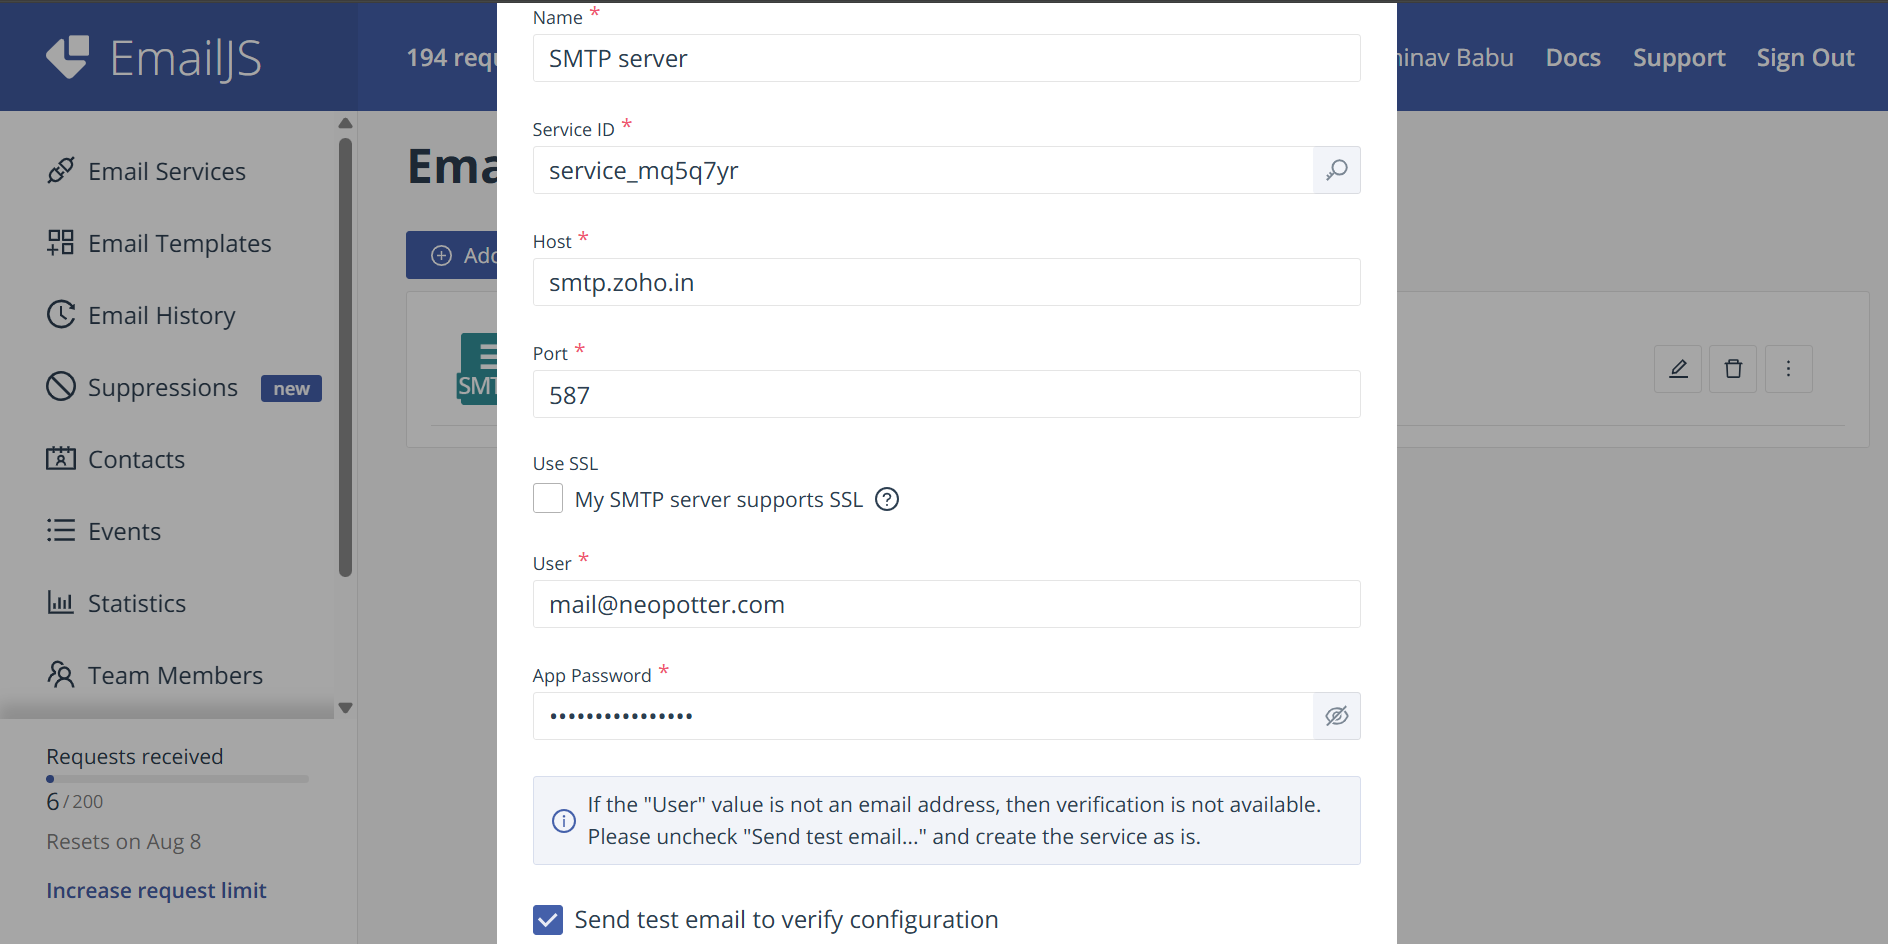 EmailJS
194 requ
inav Babu
Docs
Support
Sign Out
Email Services
Email Templates
Email History
Suppressions
new
Contacts
Events
Statistics
Team Members
Requests received
6 / 200
Resets on Aug 8
Increase request limit
Ema
Add
SMT
Name *
SMTP server
Service ID *
service_mq5q7yr
Host *
smtp.zoho.in
Port *
587
Use SSL
My SMTP server supports SSL ?
User *
mail@neopotter.com
App Password *
••••••••••••••••
If the "User" value is not an email address, then verification is not available.
Please uncheck "Send test email..." and create the service as is.
Send test email to verify configuration